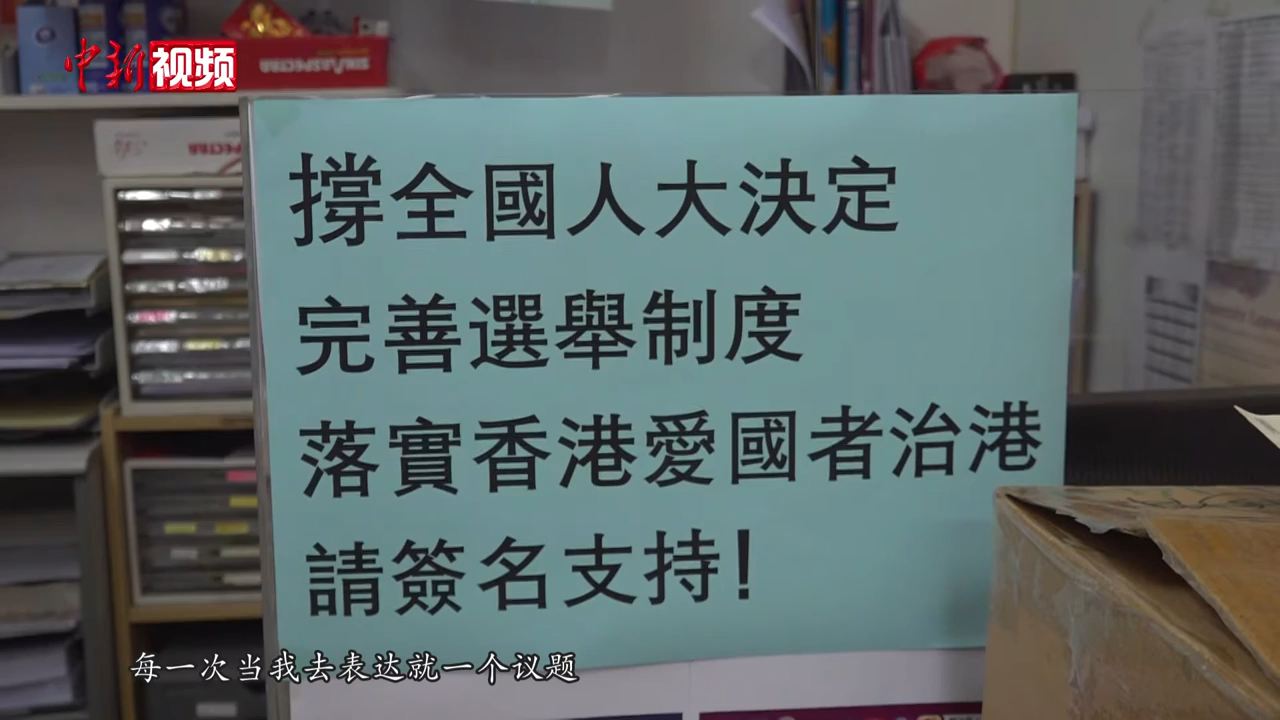 中新视频
撐全國人大決定
完善選舉制度
落實香港愛國者治港
請簽名支持!
每一次当我去表达就一个议题